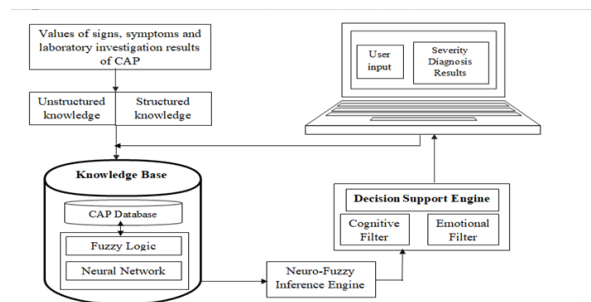 Values of signs, symptoms and
laboratory investigation results
of CAP
Unstructured
knowledge
Structured
knowledge
User
input
Severity
Diagnosis
Results
Knowledge Base
CAP Database
Fuzzy Logic
Neural Network
Neuro-Fuzzy
Inference Engine
Decision Support Engine
Cognitive
Filter
Emotional
Filter